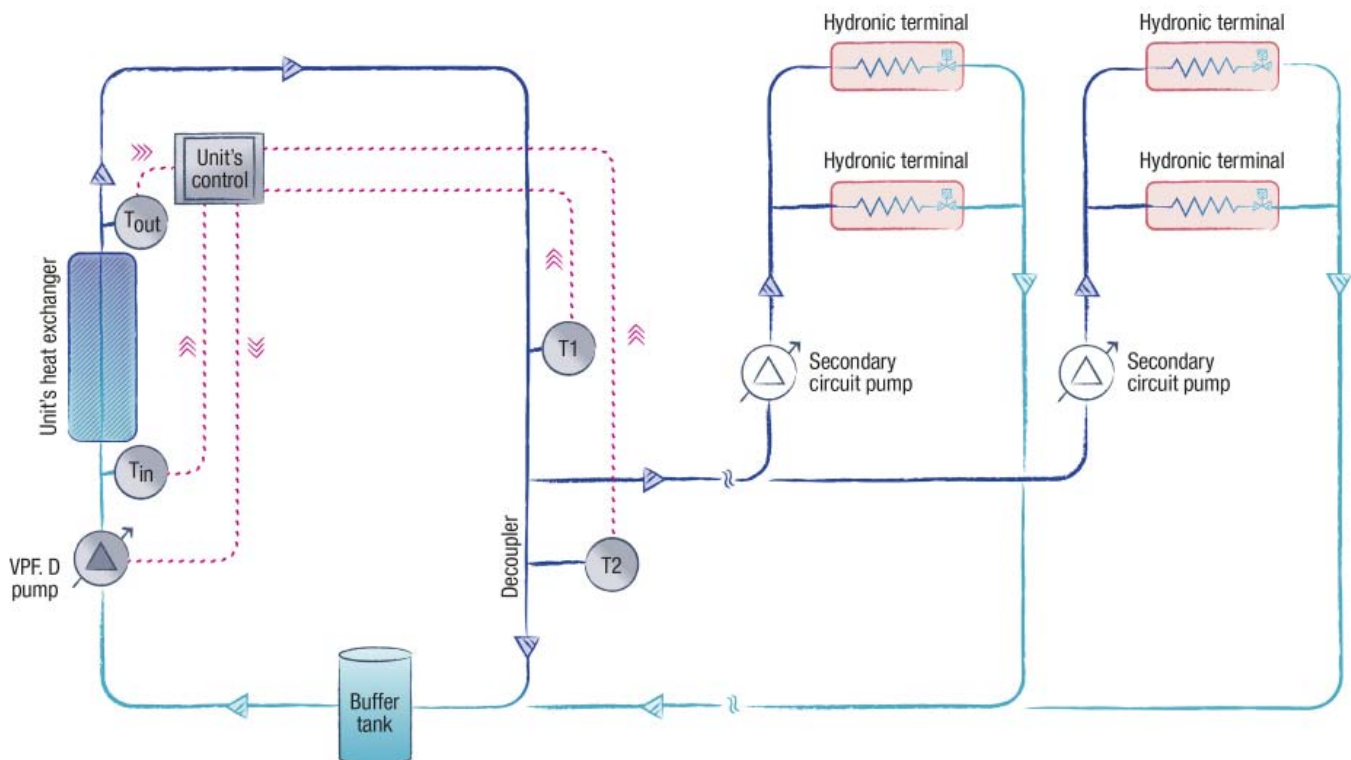 Hydronic terminal
Hydronic terminal
Unit's
control
Hydronic terminal
Hydronic terminal
Tout
Unit's heat exchanger
T1
Secondary
circuit pump
Secondary
circuit pump
Tin
Decoupler
T2
VPF. D
pump
Buffer
tank